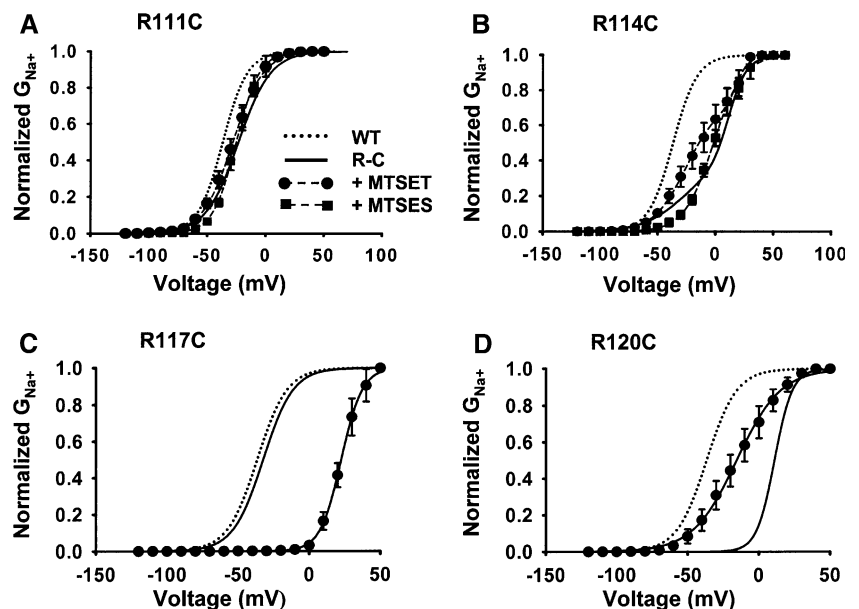 A
R111C
Normalized G_Na+
1.0
0.8
0.6
0.4
0.2
0.0
-150 -100 -50 0 50 100
Voltage (mV)
WT
R-C
+ MTSET
+ MTSES
B
R114C
Normalized G_Na+
1.0
0.8
0.6
0.4
0.2
0.0
-150 -100 -50 0 50 100
Voltage (mV)
C
R117C
Normalized G_Na+
1.0
0.8
0.6
0.4
0.2
0.0
-150 -100 -50 0 50
Voltage (mV)
D
R120C
Normalized G_Na+
1.0
0.8
0.6
0.4
0.2
0.0
-150 -100 -50 0 50
Voltage (mV)